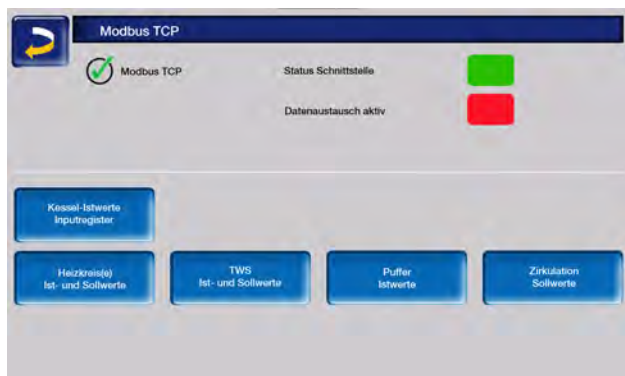 Modbus TCP
Modbus TCP
Status Schnittstelle
Datenaustausch aktiv
Kessel-Istwerte
Inputregister
Heizkreis(e)
Ist- und Sollwerte
TWS
Ist- und Sollwerte
Puffer
Istwerte
Zirkulation
Sollwerte